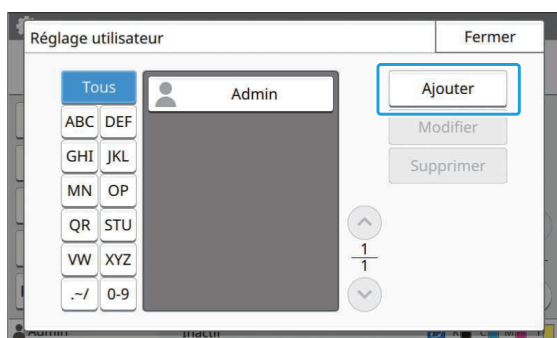 Réglage utilisateur Fermer
Tous Admin Ajouter
ABC DEF Modifier
GHI JKL Supprimer
MN OP
QR STU
VW XYZ 1
1
.~/ 0-9
Admin Inactif K C M Y